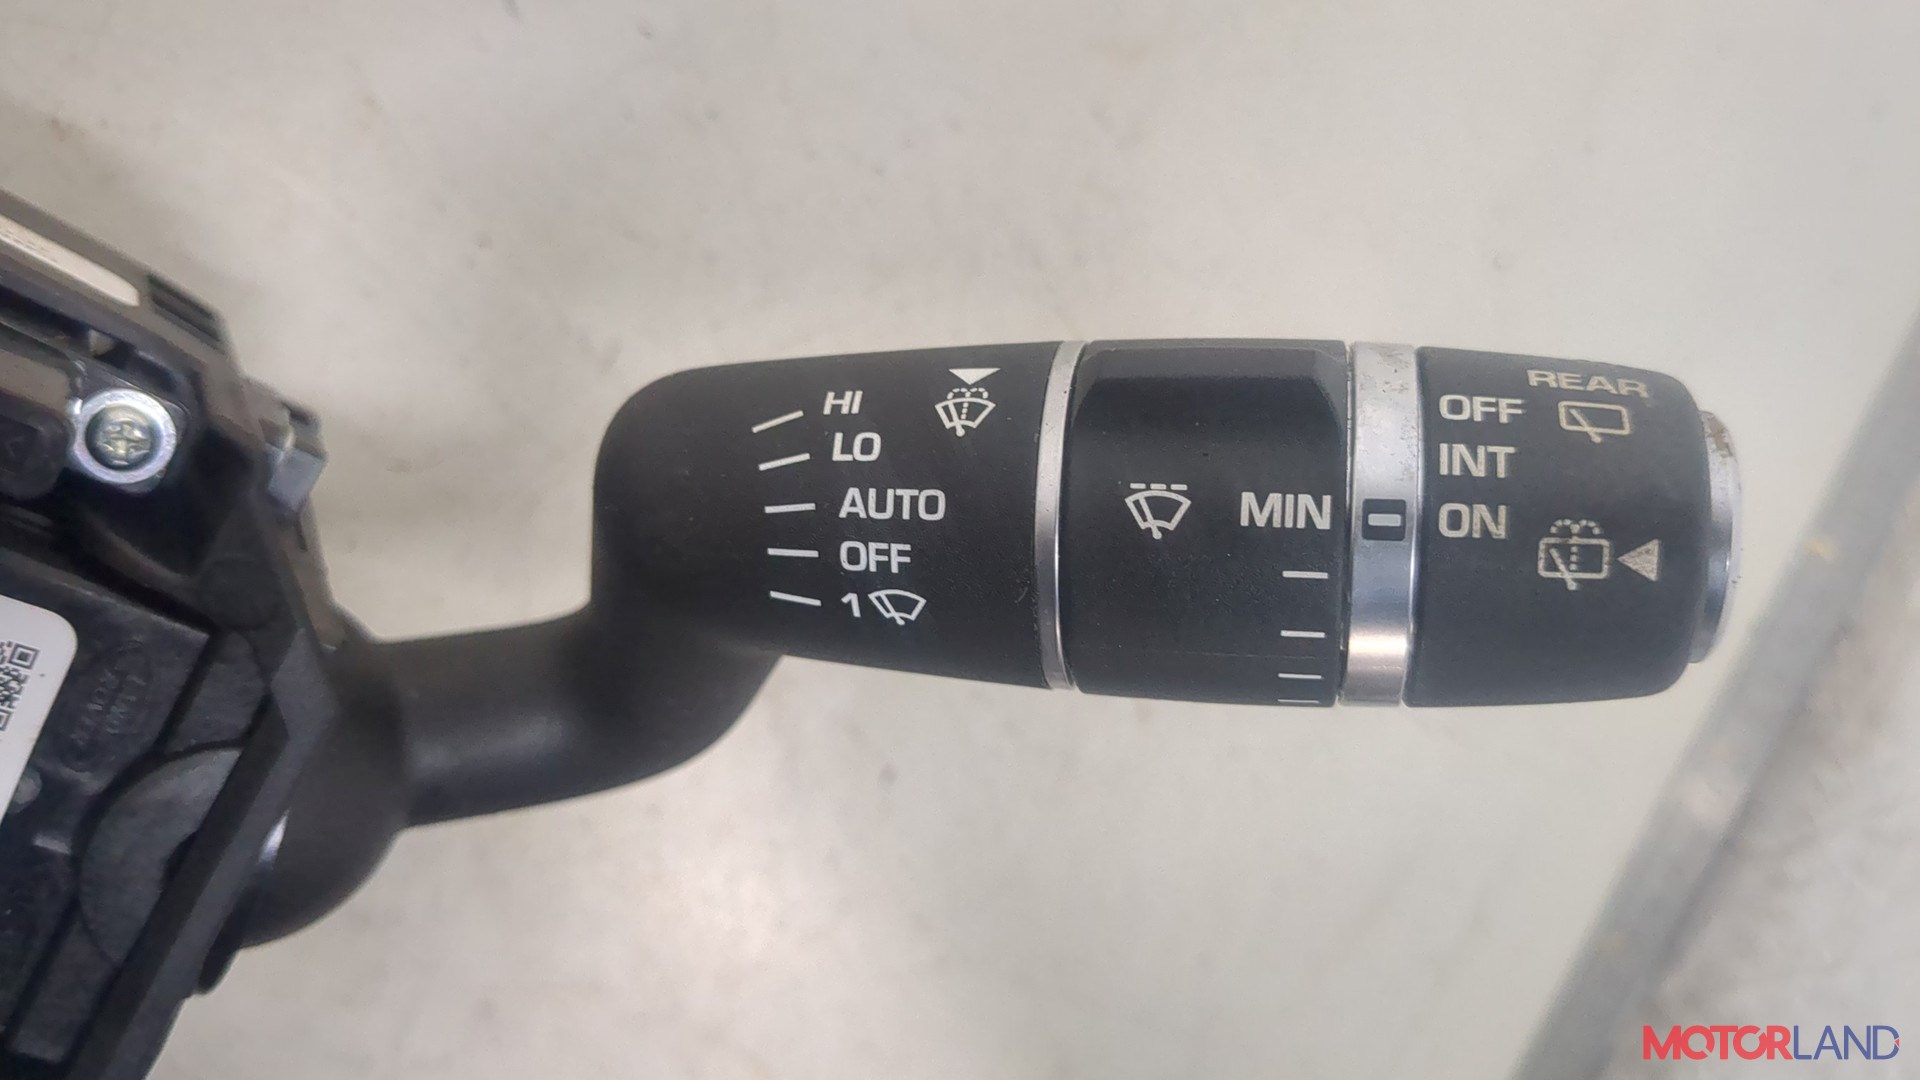 HI
LO
AUTO
OFF
1
MIN
REAR
OFF
INT
ON
MOTORLAND